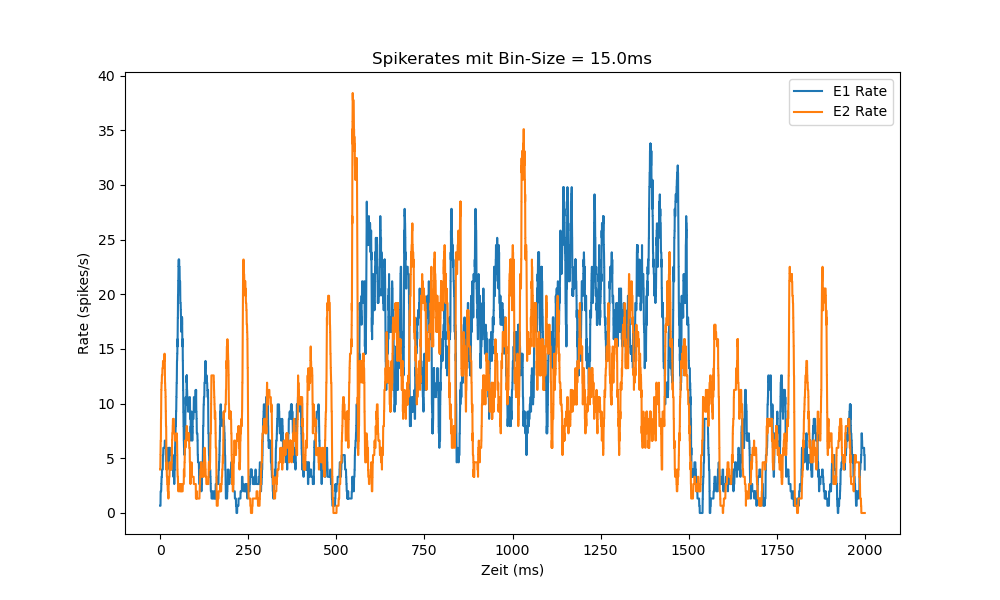 Spikerates mit Bin-Size = 15.0ms
E1 Rate
E2 Rate
Rate (spikes/s)
40
35
30
25
20
15
10
5
0
0 250 500 750 1000 1250 1500 1750 2000
Zeit (ms)